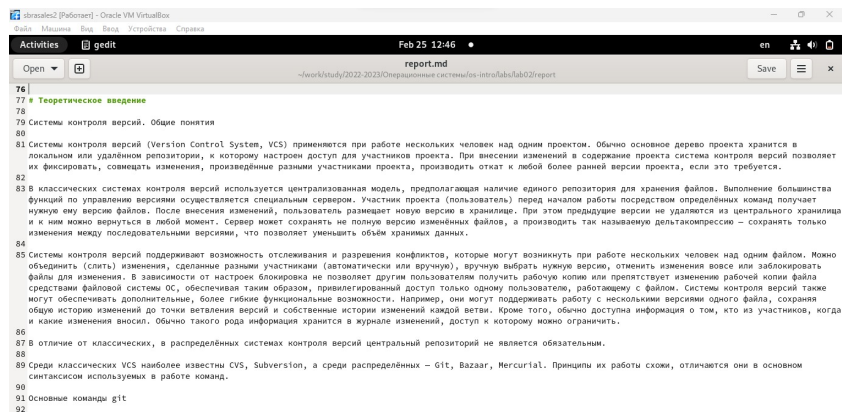 sbrasales2 [Работает] - Oracle VM VirtualBox
Файл Машина Вид Ввод Устройства Справка
Activities gedit Feb 25 12:46 en
Open report.md Save
~/work/study/2022-2023/Операционные системы/os-intro/labs/lab02/report
76
77 # Теоретическое введение
78
79 Системы контроля версий. Общие понятия
80
81 Системы контроля версий (Version Control System, VCS) применяются при работе нескольких человек над одним проектом. Обычно основное дерево проекта хранится в
локальном или удалённом репозитории, к которому настроен доступ для участников проекта. При внесении изменений в содержание проекта система контроля версий позволяет
их фиксировать, совмещать изменения, произведённые разными участниками проекта, производить откат к любой более ранней версии проекта, если это требуется.
82
83 В классических системах контроля версий используется централизованная модель, предполагающая наличие единого репозитория для хранения файлов. Выполнение большинства
функций по управлению версиями осуществляется специальным сервером. Участник проекта (пользователь) перед началом работы посредством определённых команд получает
нужную ему версию файлов. После внесения изменений, пользователь размещает новую версию в хранилище. При этом предыдущие версии не удаляются из центрального хранилища
и к ним можно вернуться в любой момент. Сервер может сохранять не полную версию изменённых файлов, а производить так называемую дельтакомпрессию — сохранять только
изменения между последовательными версиями, что позволяет уменьшить объём хранимых данных.
84
85 Системы контроля версий поддерживают возможность отслеживания и разрешения конфликтов, которые могут возникнуть при работе нескольких человек над одним файлом. Можно
объединить (слить) изменения, сделанные разными участниками (автоматически или вручную), вручную выбрать нужную версию, отменить изменения вовсе или заблокировать
файлы для изменения. В зависимости от настроек блокировка не позволяет другим пользователям получить рабочую копию или препятствует изменению рабочей копии файла
средствами файловой системы ОС, обеспечивая таким образом, привилегированный доступ только одному пользователю, работающему с файлом. Системы контроля версий также
могут обеспечивать дополнительные, более гибкие функциональные возможности. Например, они могут поддерживать работу с несколькими версиями одного файла, сохраняя
общую историю изменений до точки ветвления версий и собственные истории изменений каждой ветви. Кроме того, обычно доступна информация о том, кто из участников, когда
и какие изменения вносил. Обычно такого рода информация хранится в журнале изменений, доступ к которому можно ограничить.
86
87 В отличие от классических, в распределённых системах контроля версий центральный репозиторий не является обязательным.
88
89 Среди классических VCS наиболее известны CVS, Subversion, а среди распределённых — Git, Bazaar, Mercurial. Принципы их работы схожи, отличаются они в основном
синтаксисом используемых в работе команд.
90
91 Основные команды git
92